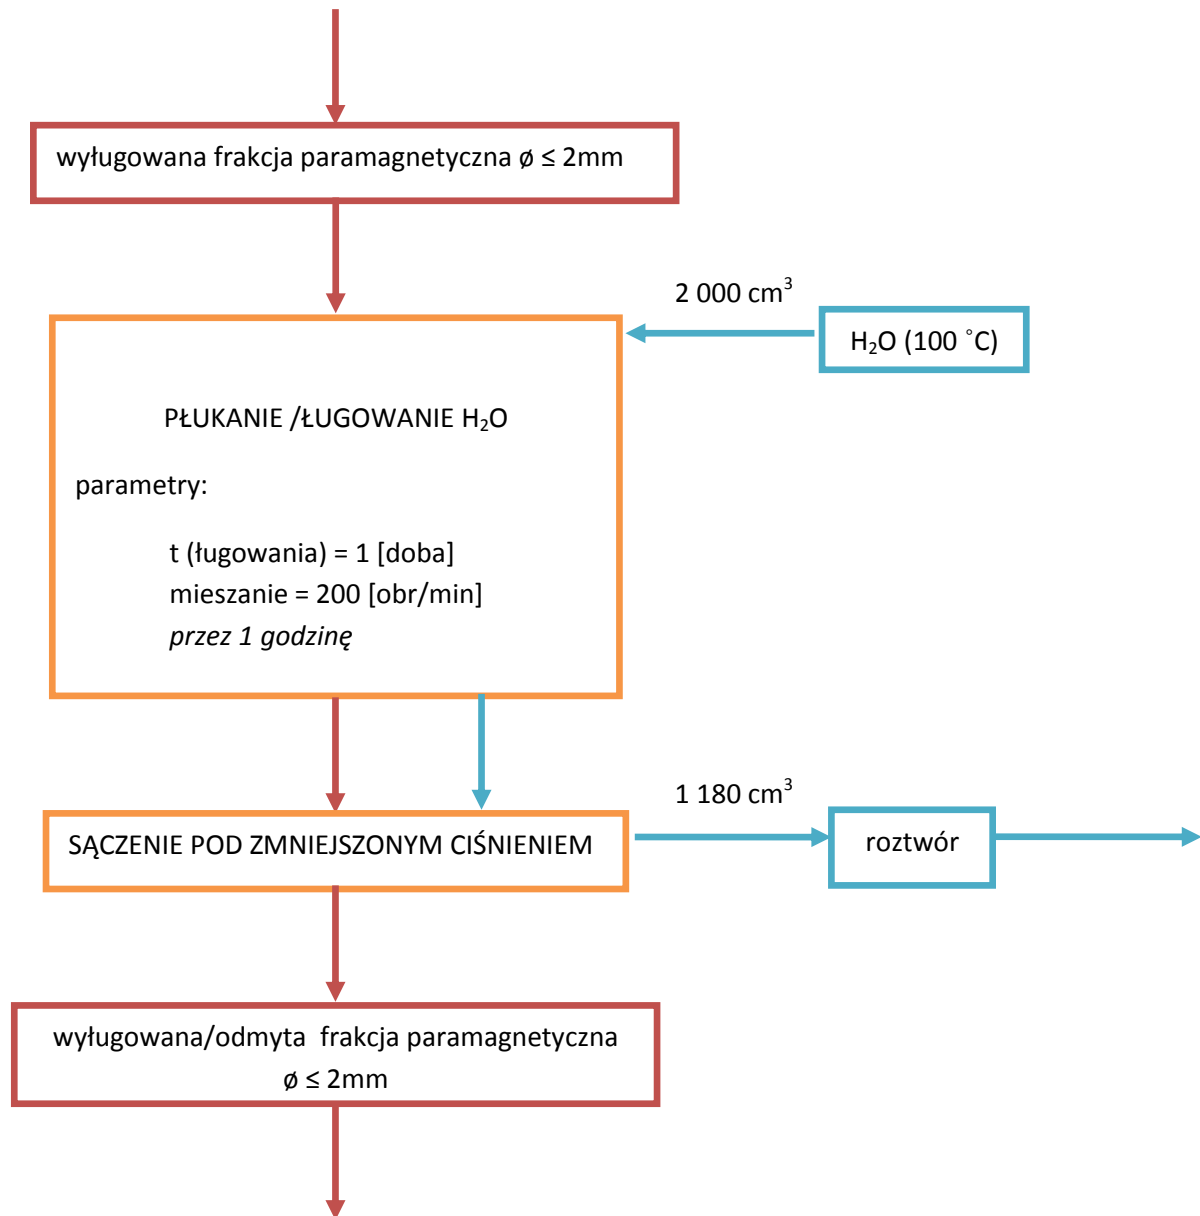 wyługowana frakcja paramagnetyczna ø ≤ 2mm
2 000 cm³
H₂O (100 ˚C)
PŁUKANIE /ŁUGOWANIE H₂O
parametry:
t (ługowania) = 1 [doba]
mieszanie = 200 [obr/min]
przez 1 godzinę
1 180 cm³
SĄCZENIE POD ZMNIEJSZONYM CIŚNIENIEM
roztwór
wyługowana/odmyta frakcja paramagnetyczna
ø ≤ 2mm